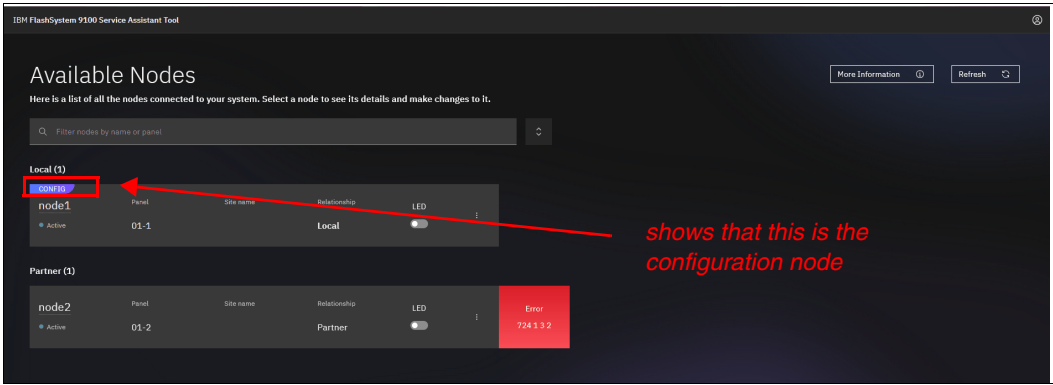 IBM FlashSystem 9100 Service Assistant Tool
Available Nodes
More Information
Refresh
Here is a list of all the nodes connected to your system. Select a node to see its details and make changes to it.
Filter nodes by name or panel
Local (1)
CONFIG
node1 Panel Site name Relationship LED
Active 01-1 Local
shows that this is the
configuration node
Partner (1)
node2 Panel Site name Relationship LED Error
Active 01-2 Partner 724 1 3 2